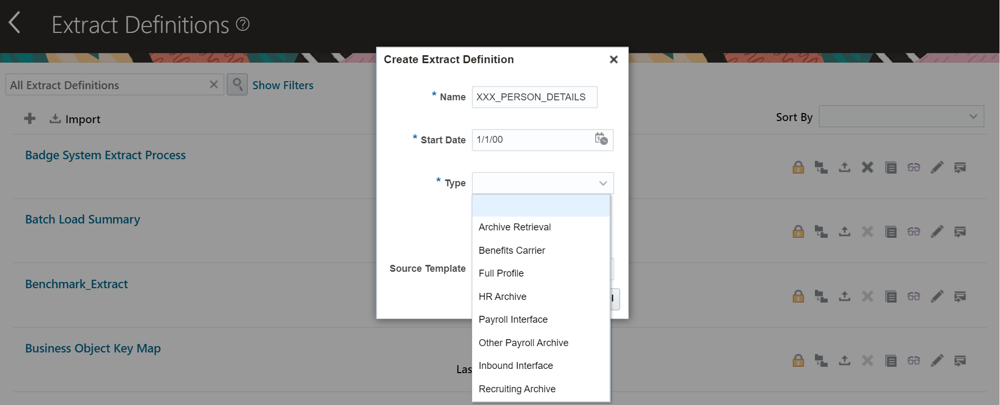 Extract Definitions ?
Create Extract Definition
All Extract Definitions
Show Filters
* Name XXX_PERSON_DETAILS
Import
Sort By
* Start Date 1/1/00
Badge System Extract Process
* Type
Archive Retrieval
Batch Load Summary
Benefits Carrier
Source Template
Full Profile
Benchmark_Extract
HR Archive
Payroll Interface
Other Payroll Archive
Business Object Key Map
Inbound Interface
Las
Recruiting Archive